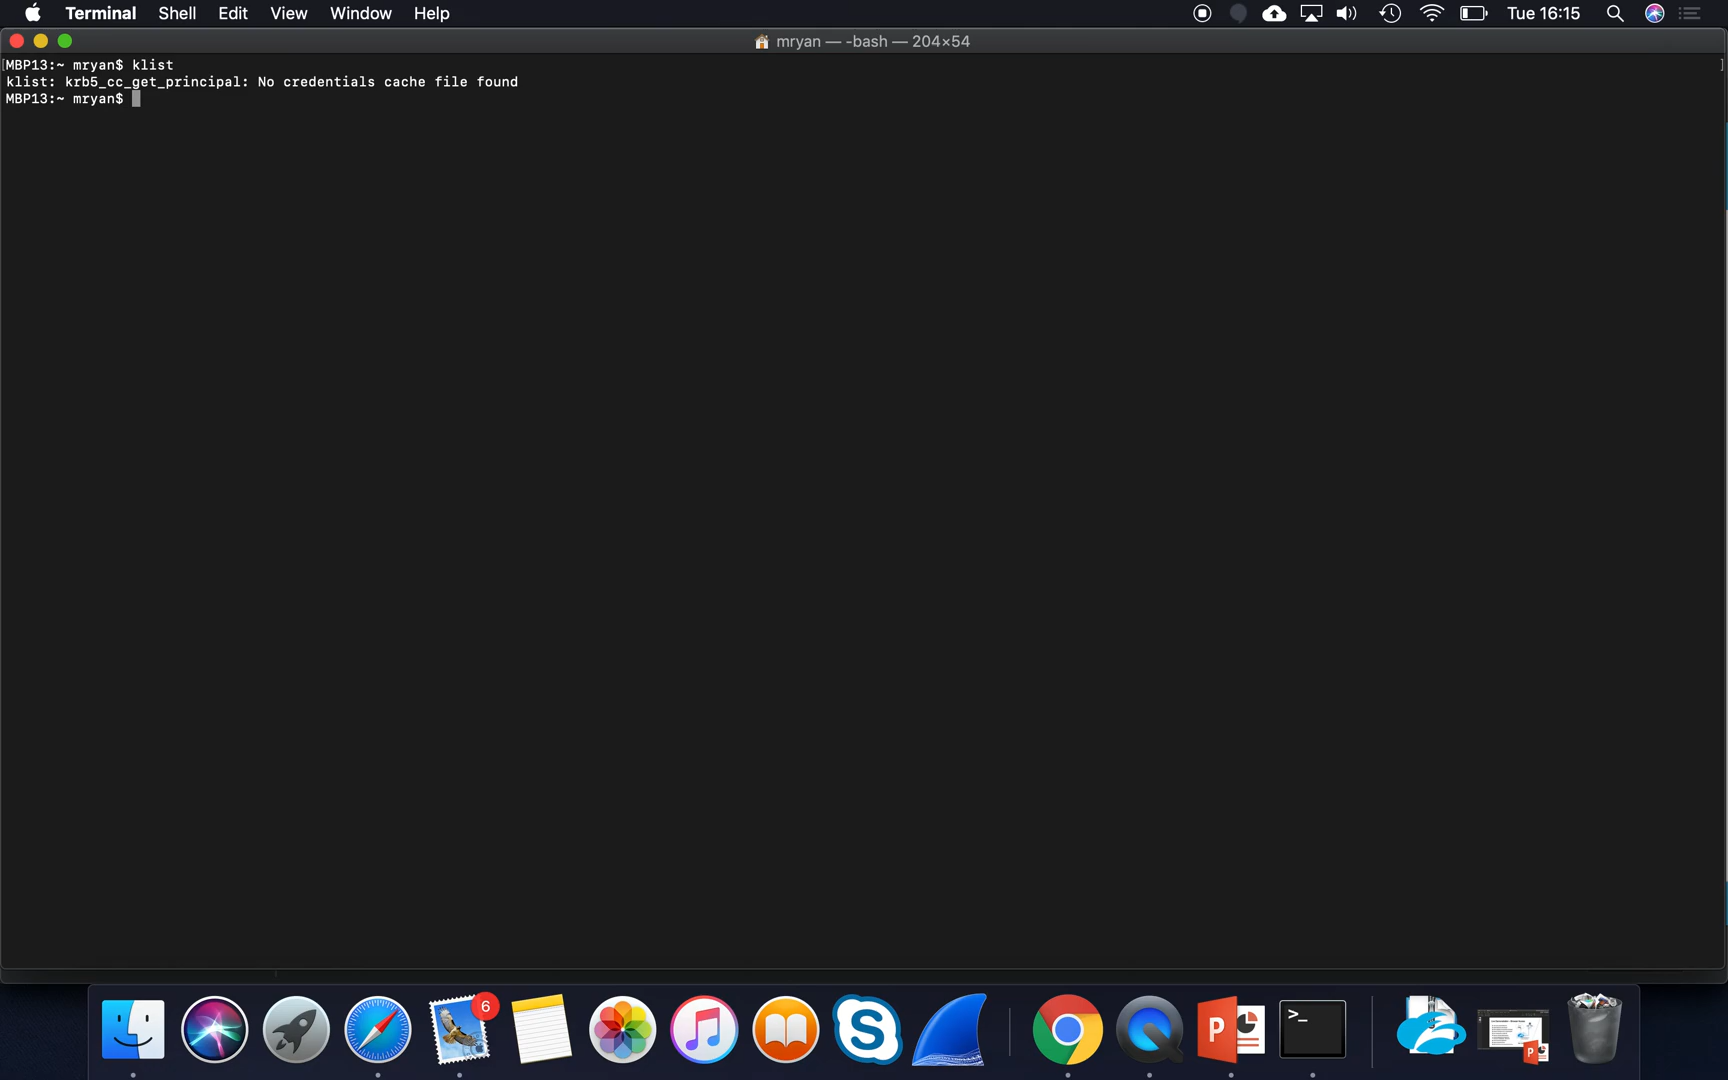 Terminal Shell Edit View Window Help Tue 16:15
mryan — -bash — 204×54
[MBP13:~ mryan$ klist ]
klist: krb5_cc_get_principal: No credentials cache file found
MBP13:~ mryan$
6
S P >_